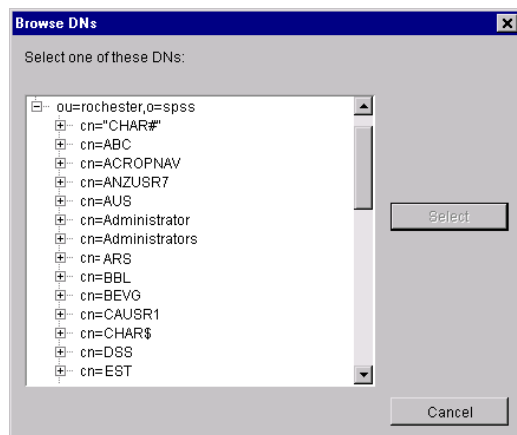 Browse DNs
Select one of these DNs:
ou=rochester,o=spss
cn="CHAR#"
cn=ABC
cn=ACROPNAV
cn=ANZUSR7
cn=AUS
cn=Administrator
cn=Administrators
cn=ARS
cn=BBL
cn=BEVG
cn=CAUSR1
cn=CHAR$
cn=DSS
cn=EST
Select
Cancel